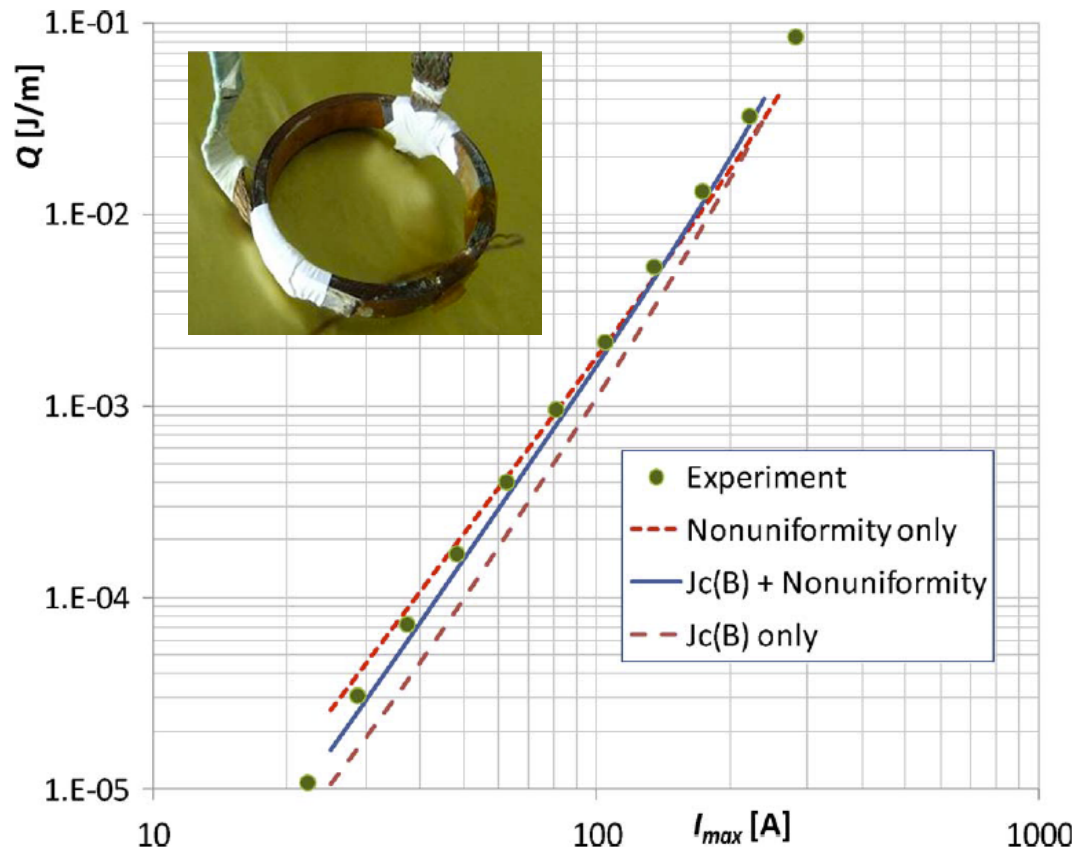 1.E-01
Q [J/m]
1.E-02
1.E-03
1.E-04
1.E-05
Experiment
Nonuniformity only
Jc(B) + Nonuniformity
Jc(B) only
10
100
I_max [A]
1000